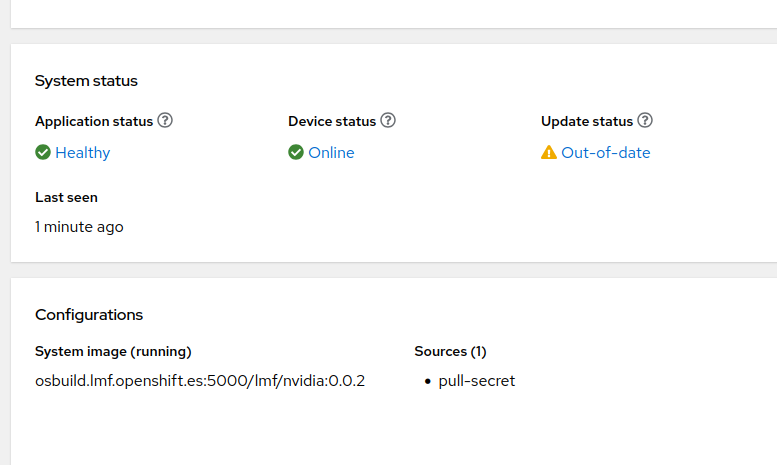 System status
Application status
Device status
Update status
Healthy
Online
Out-of-date
Last seen
1 minute ago
Configurations
System image (running)
Sources (1)
osbuild.lmf.openshift.es:5000/lmf/nvidia:0.0.2
• pull-secret